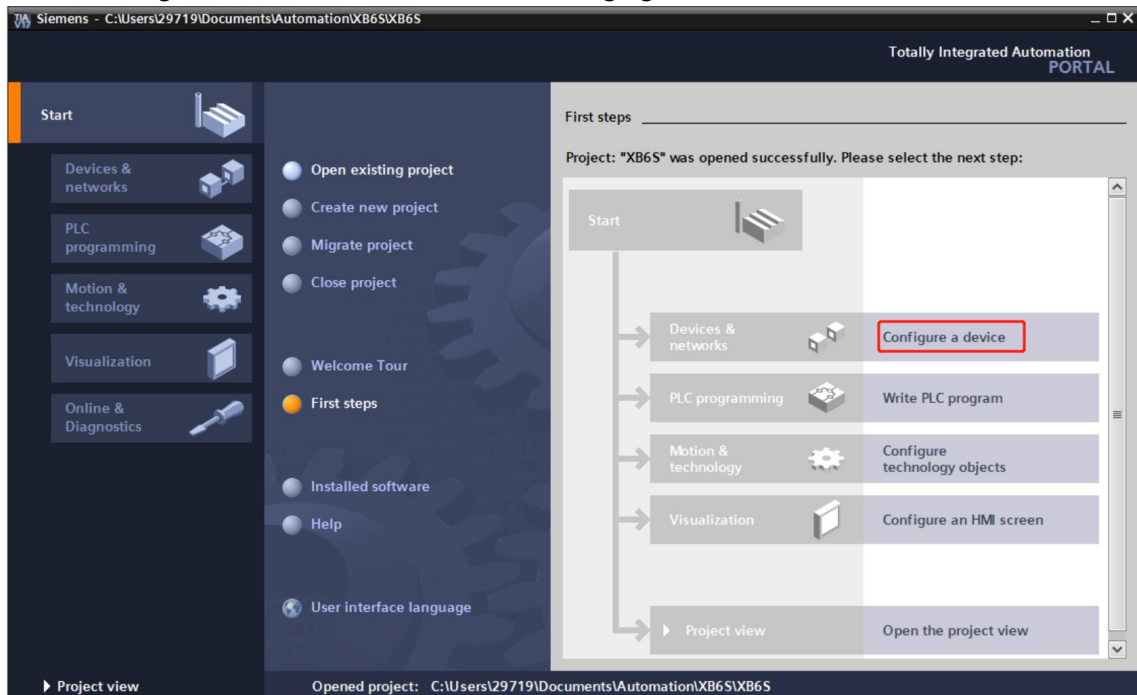 Siemens - C:\Users\29719\Documents\Automation\XB6S\XB6S
Totally Integrated Automation
PORTAL
Start
Devices &
networks
PLC
programming
Motion &
technology
Visualization
Online &
Diagnostics
Open existing project
Create new project
Migrate project
Close project
Welcome Tour
First steps
Installed software
Help
User interface language
First steps
Project: "XB6S" was opened successfully. Please select the next step:
Start
Devices &
networks
Configure a device
PLC programming
Write PLC program
Motion &
technology
Configure
technology objects
Visualization
Configure an HMI screen
Project view
Open the project view
Project view
Opened project: C:\Users\29719\Documents\Automation\XB6S\XB6S